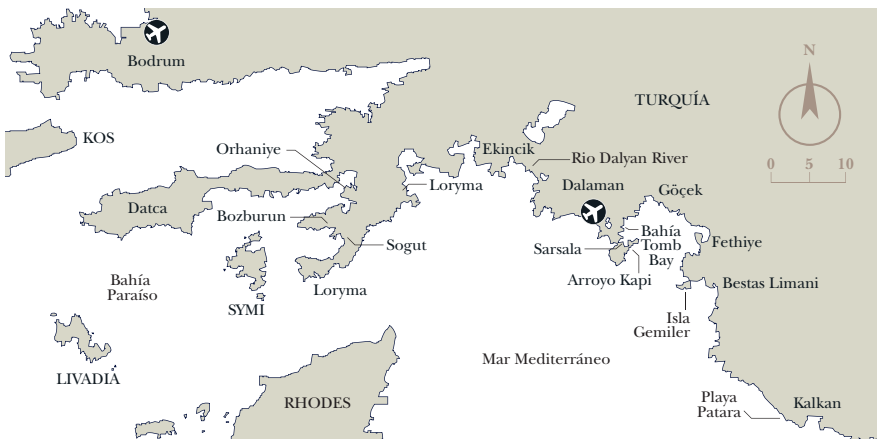 Bodrum
N
TURQUÍA
KOS
Orhaniye
Ekincik
Rio Dalyan River
0 5 10
Loryma
Dalaman
Göçek
Datca
Bozburun
Bahía
Tomb
Bay
Sogut
Sarsala
Fethiye
Arroyo Kapi
Bestas Limani
Bahía
Paraíso
Loryma
SYMI
Isla
Gemiler
Mar Mediterráneo
LIVADIA
RHODES
Playa
Patara
Kalkan